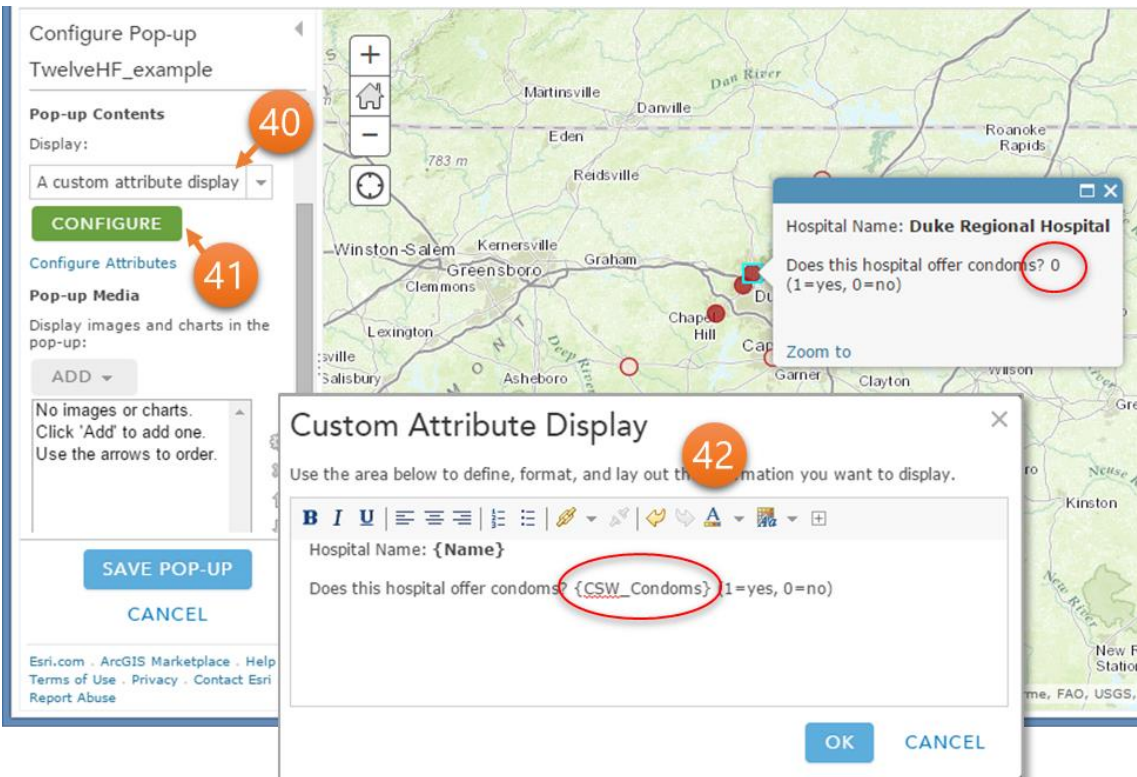 Configure Pop-up
TwelveHF_example
Pop-up Contents
Display:
A custom attribute display
CONFIGURE
Configure Attributes
Pop-up Media
Display images and charts in the
pop-up:
ADD
No images or charts.
Click 'Add' to add one.
Use the arrows to order.
SAVE POP-UP
CANCEL
Esri.com . ArcGIS Marketplace . Help
Terms of Use . Privacy . Contact Esri
Report Abuse
40
41
+
−
Dan River
Martinsville
Danville
Eden
Roanoke
Rapids
783 m
Reidsville
Winston-Salem
Kernersville
Greensboro
Graham
Clemmons
Chapel
Hill
Lexington
Deep River
Salisbury
Asheboro
Garner
Clayton
Wilson
Neuse
Kinston
New River
Hospital Name: Duke Regional Hospital
Does this hospital offer condoms? 0
(1=yes, 0=no)
Zoom to
Custom Attribute Display
42
Use the area below to define, format, and lay out the information you want to display.
B I U
Hospital Name: {Name}
Does this hospital offer condoms? {CSW_Condoms} (1=yes, 0=no)
OK
CANCEL
FAO, USGS,